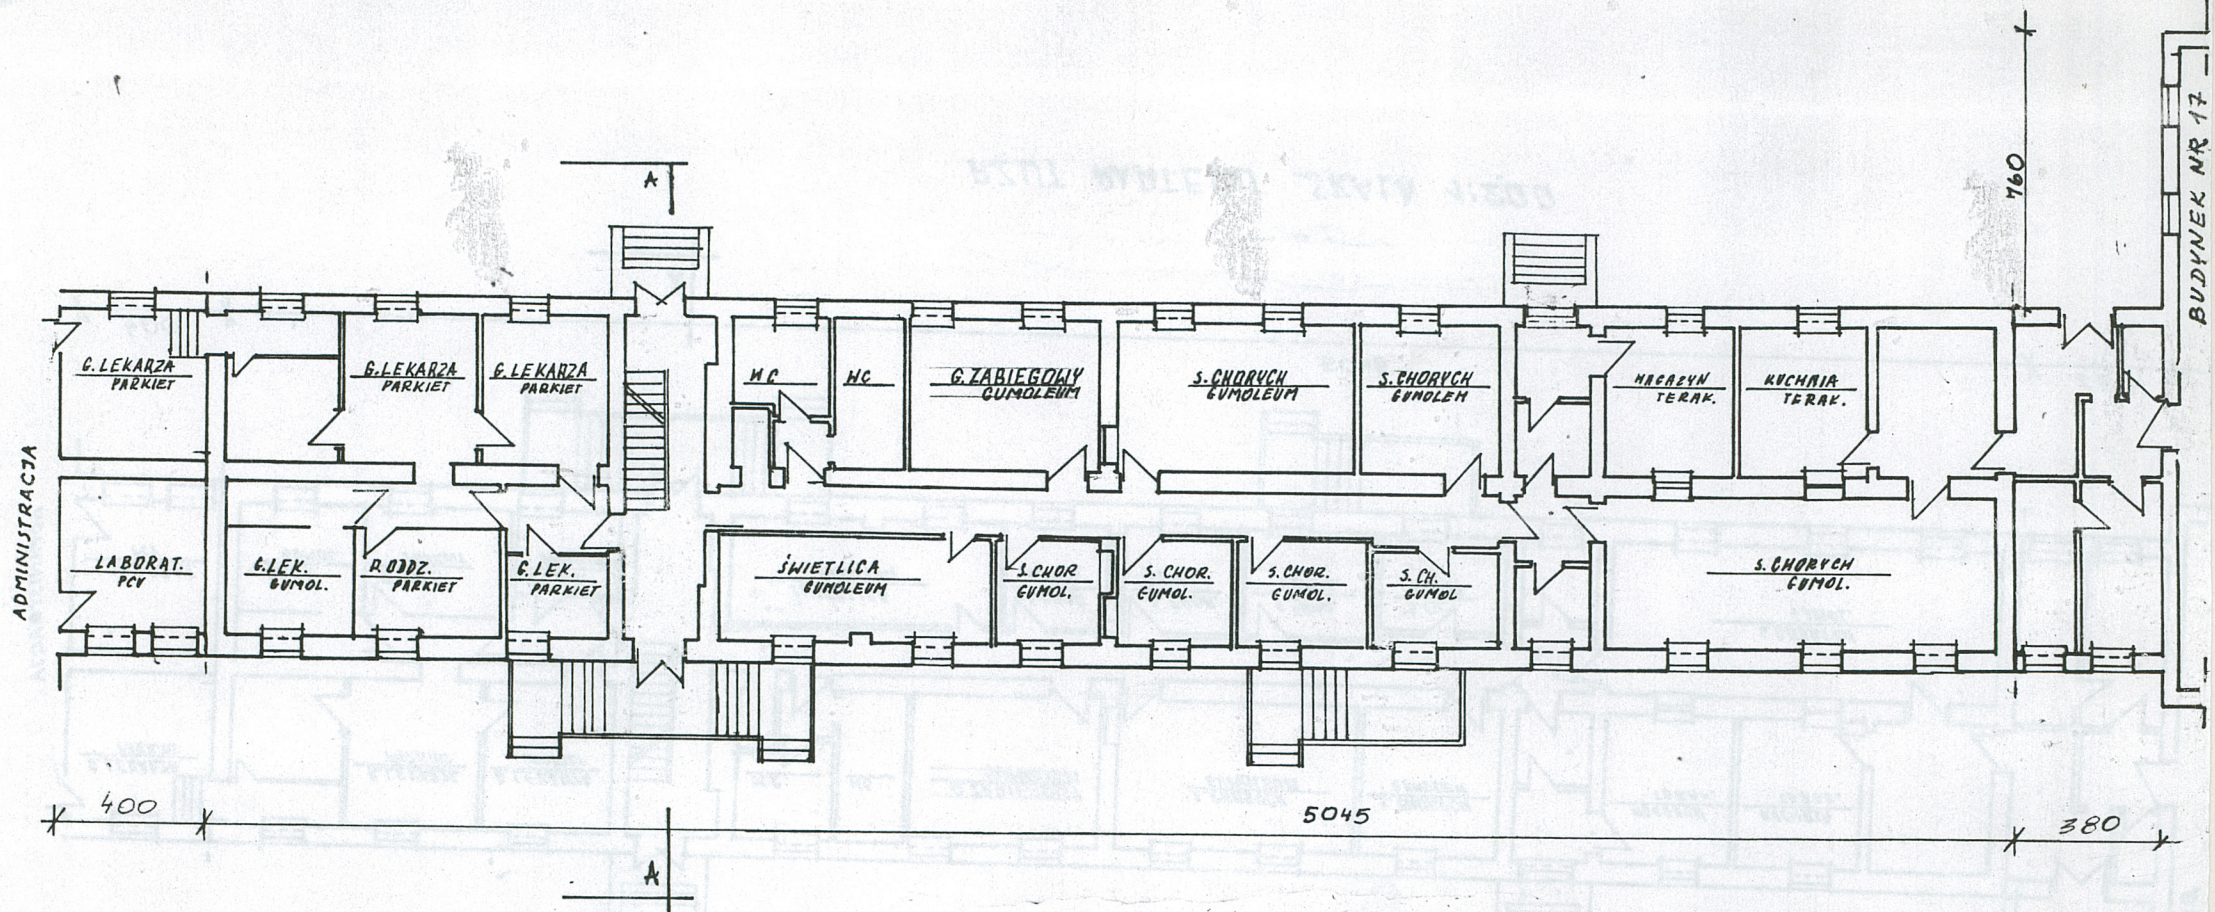 A
760
BUDYNEK NR 17
ADMINISTRACJA
G. LEKARZA
PARKIET
G. LEKARZA
PARKIET
G. LEKARZA
PARKIET
WC
WC
G. ZABIEGOWY
GUMOLEUM
S. CHORYCH
GUMOLEUM
S. CHORYCH
GUMOLEM
MAGAZYN
TERAK.
KUCHNIA
TERAK.
LABORAT.
PCV
G.LEK.
GUMOL.
P. ODDZ.
PARKIET
G. LEK.
PARKIET
ŚWIETLICA
GUMOLEUM
S. CHOR
GUMOL.
S. CHOR.
GUMOL.
S. CHOR.
GUMOL.
S. CH.
GUMOL
S. CHORYCH
GUMOL.
400
5045
380
A